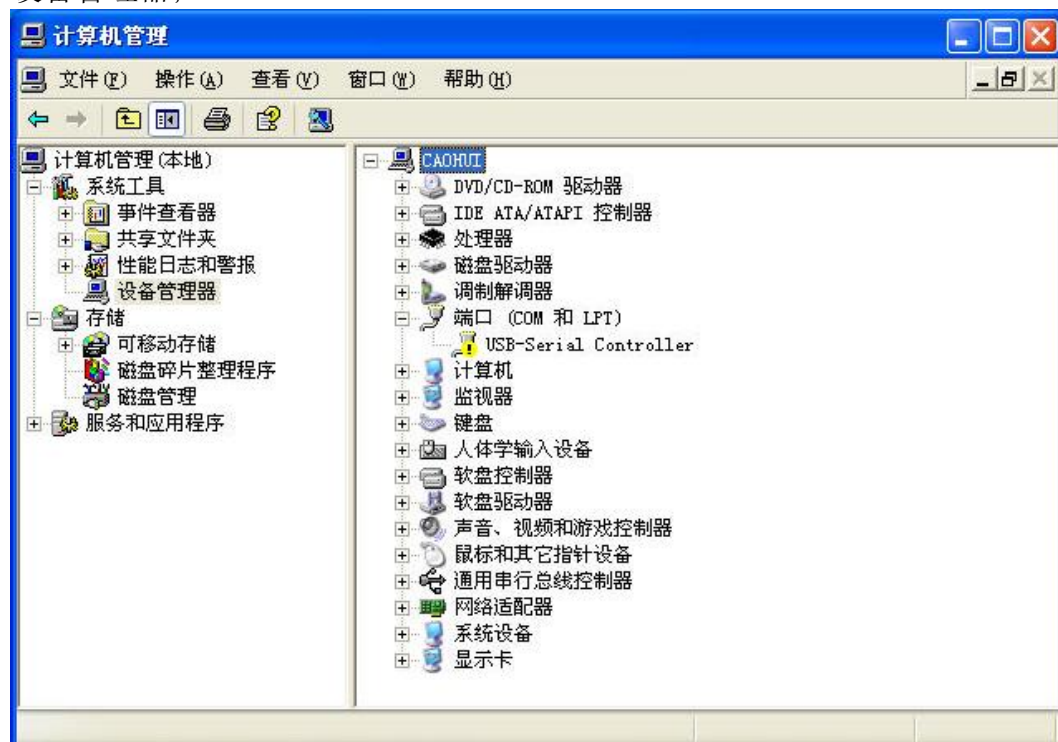 计算机管理
文件(F) 操作(A) 查看(V) 窗口(W) 帮助(H)
计算机管理(本地)
系统工具
事件查看器
共享文件夹
性能日志和警报
设备管理器
存储
可移动存储
磁盘碎片整理程序
磁盘管理
服务和应用程序
CAOHUI
DVD/CD-ROM 驱动器
IDE ATA/ATAPI 控制器
处理器
磁盘驱动器
调制解调器
端口 (COM 和 LPT)
USB-Serial Controller
计算机
监视器
键盘
人体学输入设备
软盘控制器
软盘驱动器
声音、视频和游戏控制器
鼠标和其它指针设备
通用串行总线控制器
网络适配器
系统设备
显示卡